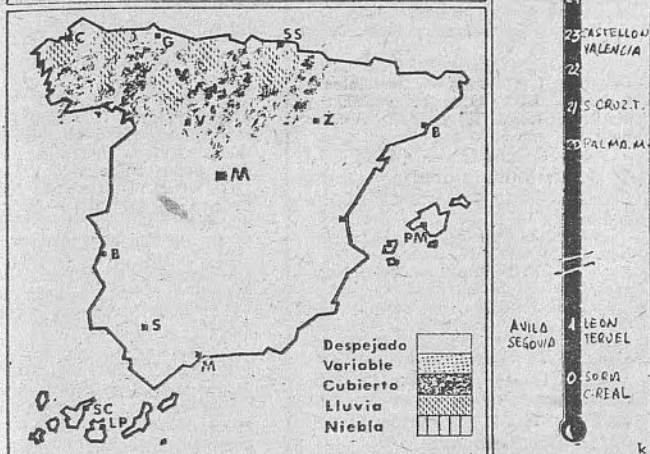 C
G
SS
V
Z
B
M
PM
B
S
M
SC
LP
Despejado
Variable
Cubierto
Lluvia
Niebla
23 CASTELLON
VALENCIA
22
21 S.CRUZ.T.
20 PALMA.M.
AVILA 1 LEON
SEGOVIA TERUEL
0 SORIA
C.REAL
k